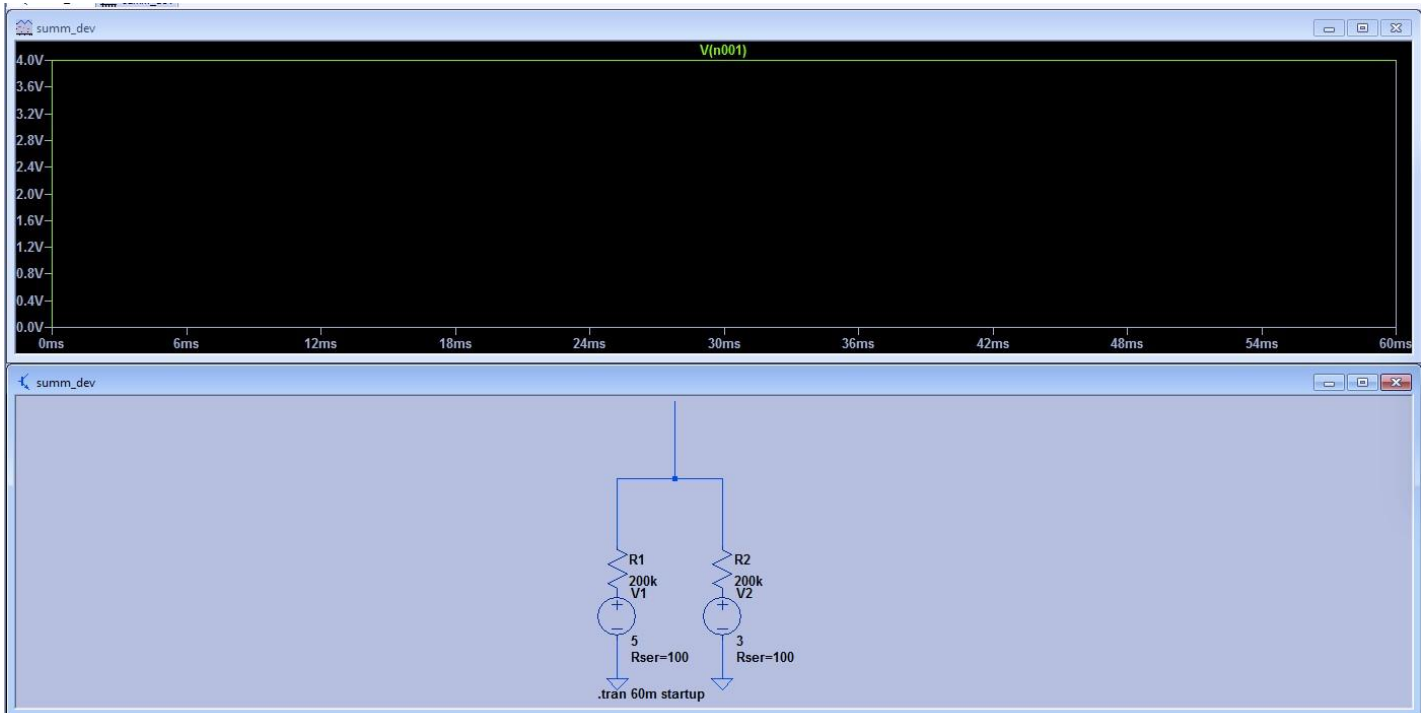 summ_dev
summ_dev
V(n001)
4.0V
3.6V
3.2V
2.8V
2.4V
2.0V
1.6V
1.2V
0.8V
0.4V
0.0V
0ms 6ms 12ms 18ms 24ms 30ms 36ms 42ms 48ms 54ms 60ms
summ_dev
R1 R2
200k 200k
V1 V2
5 3
Rser=100 Rser=100
.tran 60m startup